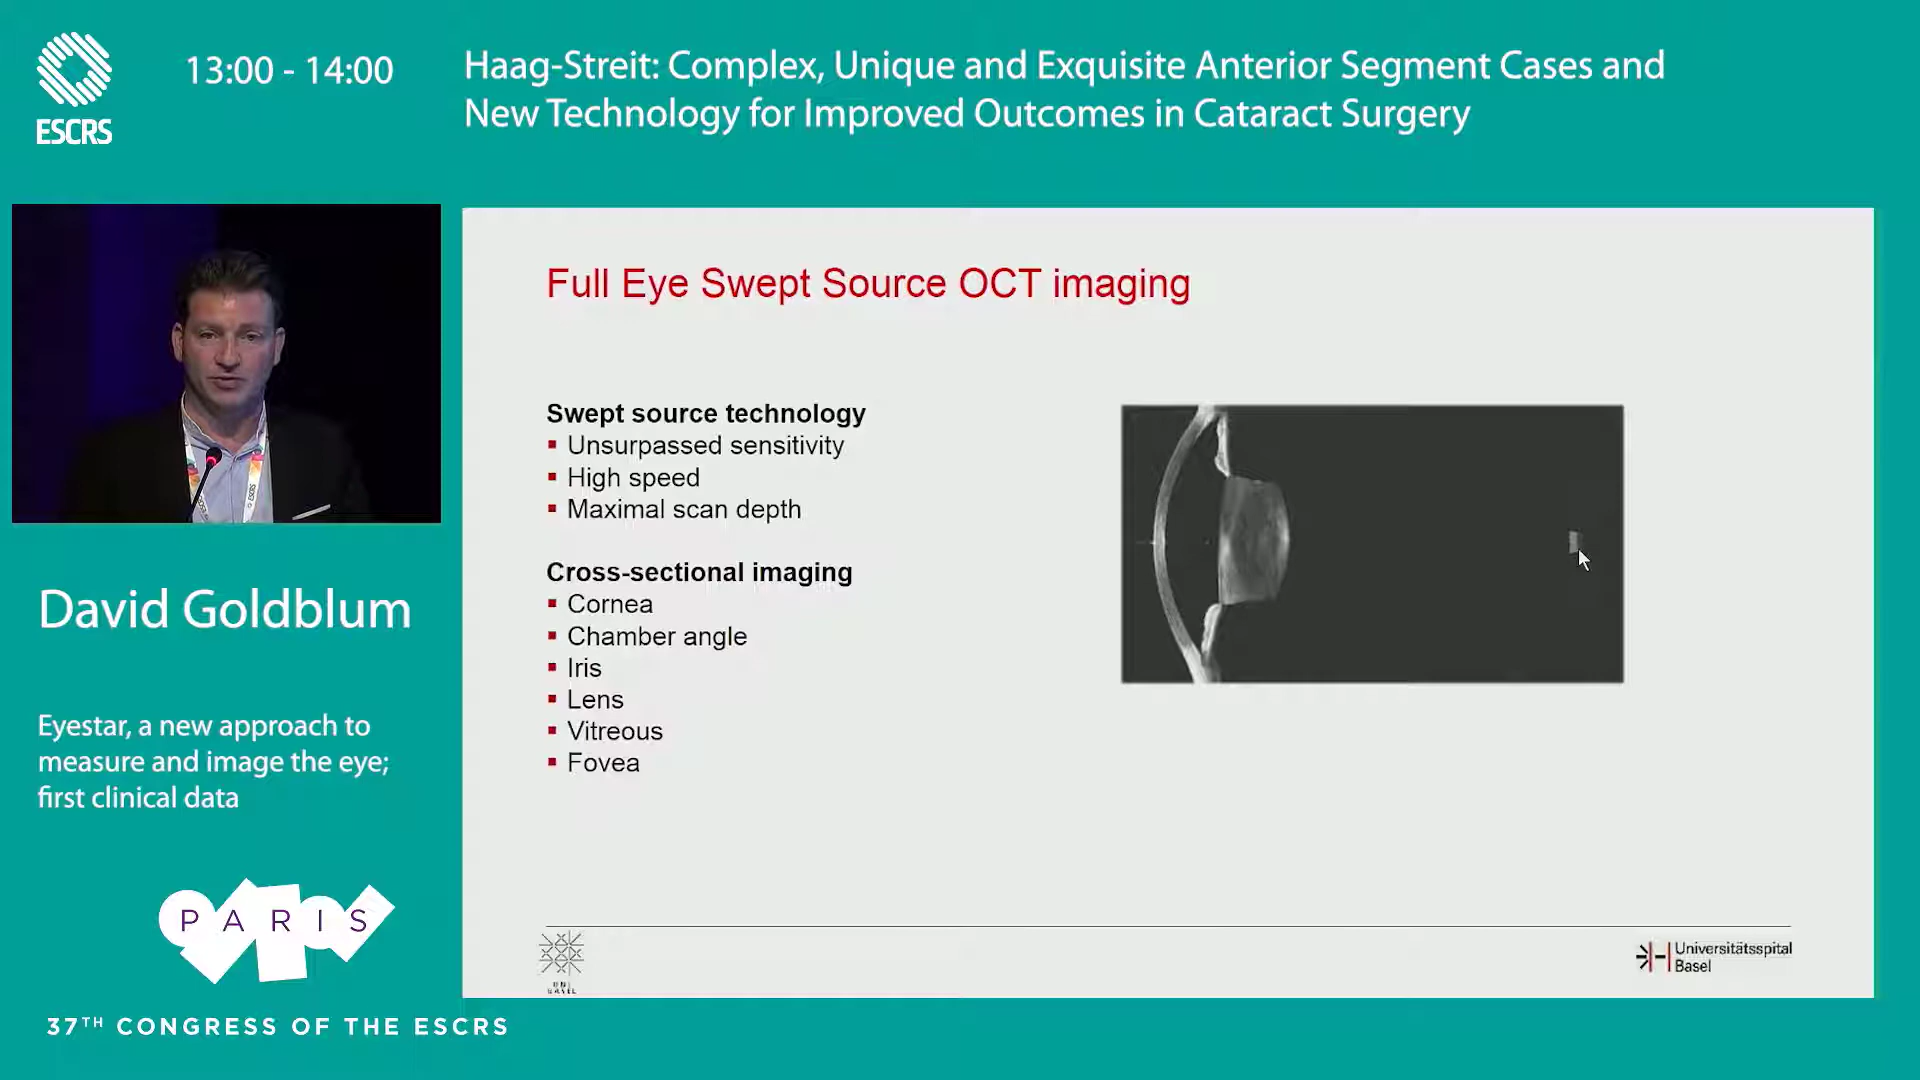 ESCRS
13:00 - 14:00
Haag-Streit: Complex, Unique and Exquisite Anterior Segment Cases and
New Technology for Improved Outcomes in Cataract Surgery
Full Eye Swept Source OCT imaging
Swept source technology
▪ Unsurpassed sensitivity
▪ High speed
▪ Maximal scan depth
Cross-sectional imaging
▪ Cornea
▪ Chamber angle
▪ Iris
▪ Lens
▪ Vitreous
▪ Fovea
UNI
BASEL
Universitätsspital
Basel
ESCRS
David Goldblum
Eyestar, a new approach to
measure and image the eye;
first clinical data
PARIS
37TH CONGRESS OF THE ESCRS